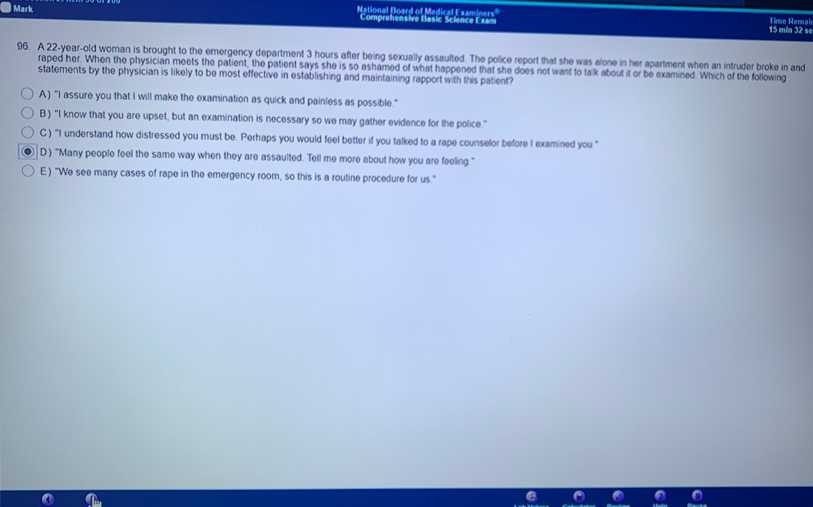 Mark
National Board of Medical Examiners®
Comprehensive Basic Science Exam
Time Remai
15 min 32 se
96. A 22-year-old woman is brought to the emergency department 3 hours after being sexually assaulted. The police report that she was alone in her apartment when an intruder broke in and
raped her. When the physician meets the patient, the patient says she is so ashamed of what happened that she does not want to talk about it or be examined. Which of the following
statements by the physician is likely to be most effective in establishing and maintaining rapport with this patient?
A) "I assure you that I will make the examination as quick and painless as possible."
B) "I know that you are upset, but an examination is necessary so we may gather evidence for the police."
C) "I understand how distressed you must be. Perhaps you would feel better if you talked to a rape counselor before I examined you."
D) "Many people feel the same way when they are assaulted. Tell me more about how you are feeling."
E) "We see many cases of rape in the emergency room, so this is a routine procedure for us."